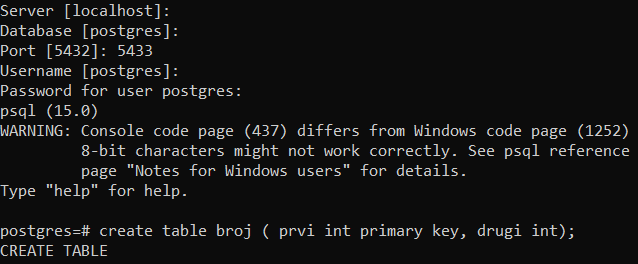 Server [localhost]:
Database [postgres]:
Port [5432]: 5433
Username [postgres]:
Password for user postgres:
psql (15.0)
WARNING: Console code page (437) differs from Windows code page (1252)
         8-bit characters might not work correctly. See psql reference
         page "Notes for Windows users" for details.
Type "help" for help.

postgres=# create table broj ( prvi int primary key, drugi int);
CREATE TABLE